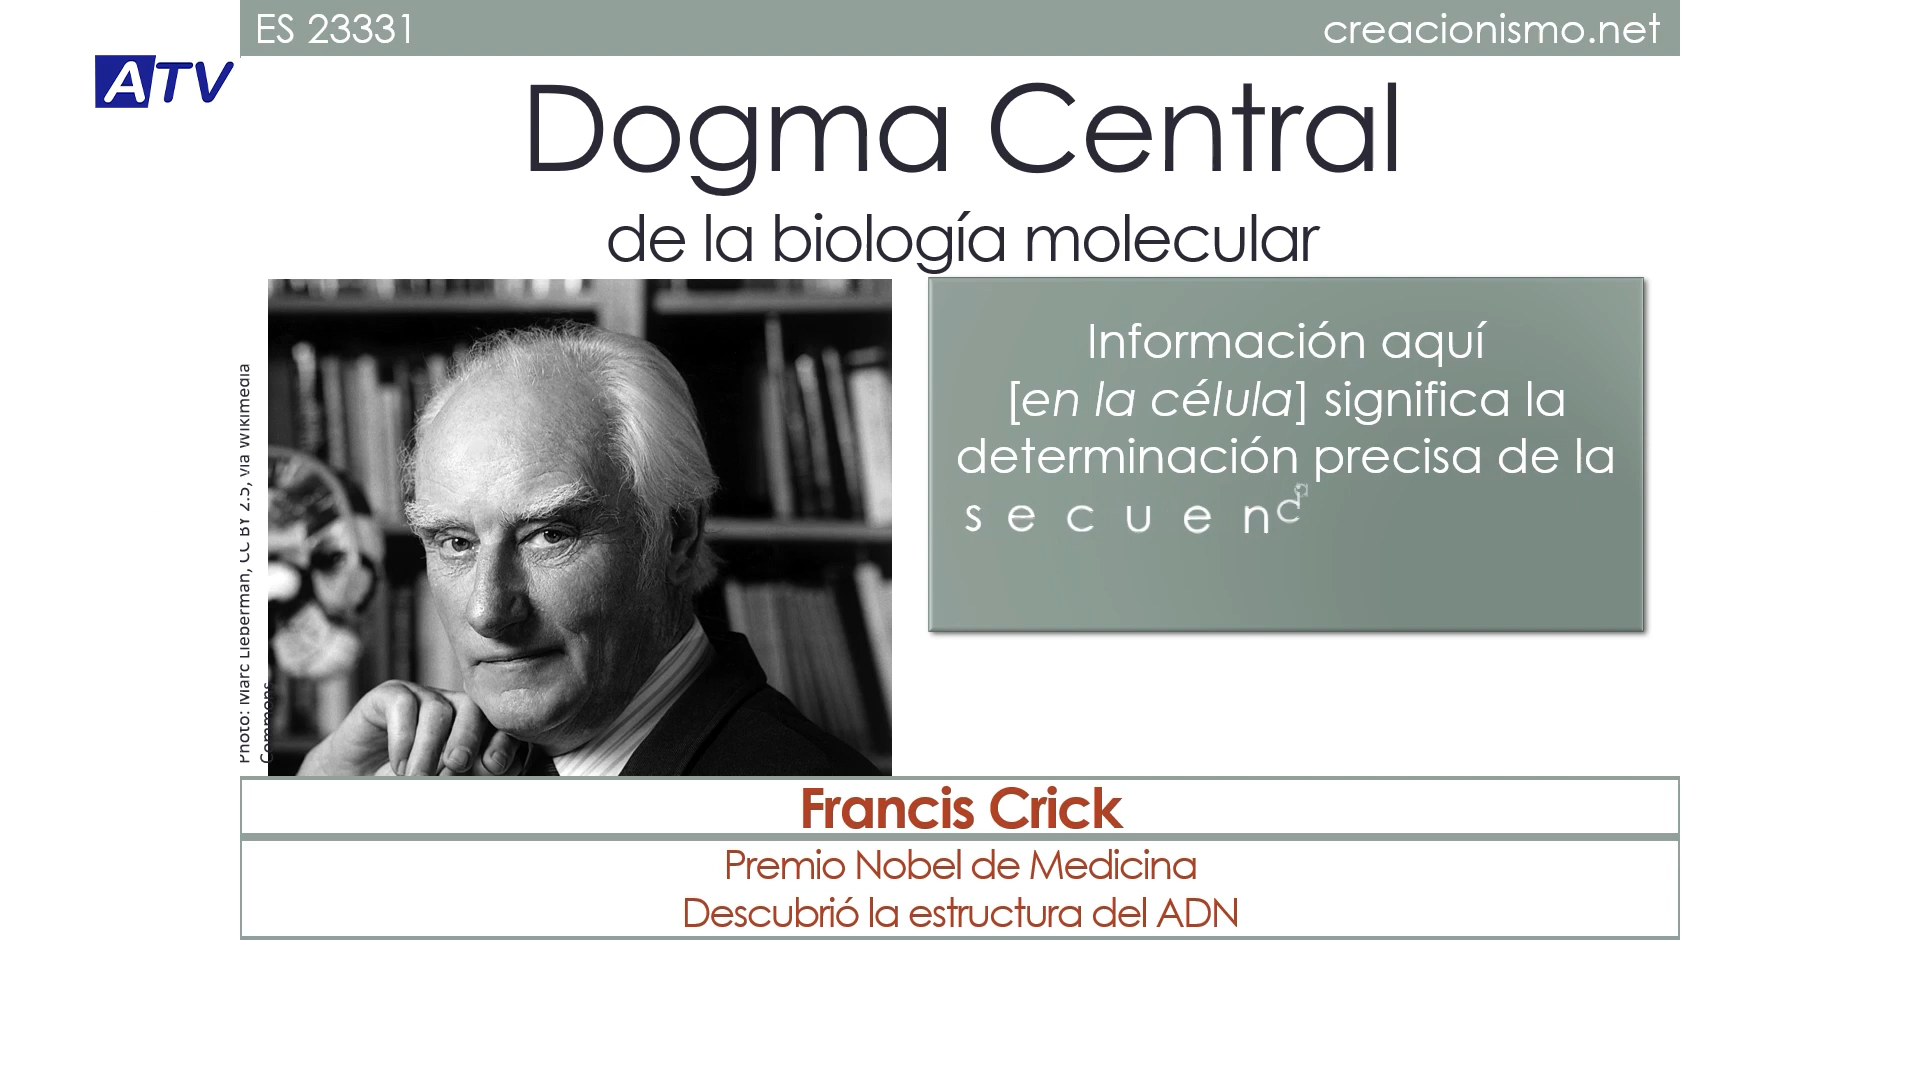 ES 23331
creacionismo.net
ATV
Dogma Central
de la biología molecular
Información aquí
[en la célula] significa la
determinación precisa de la
s e c u e n c
Photo: Marc Lieberman, CC BY 2.5, via Wikimedia
Commons
Francis Crick
Premio Nobel de Medicina
Descubrió la estructura del ADN